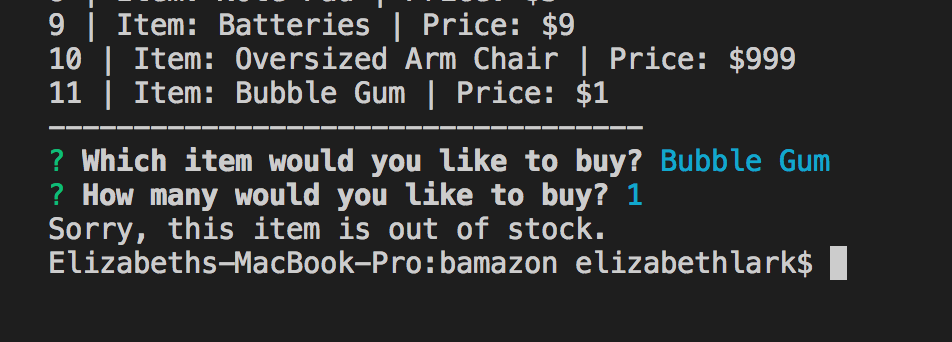 9 | Item: Batteries | Price: $9
10 | Item: Oversized Arm Chair | Price: $999
11 | Item: Bubble Gum | Price: $1
-----------------------------------
? Which item would you like to buy? Bubble Gum
? How many would you like to buy? 1
Sorry, this item is out of stock.
Elizabeths-MacBook-Pro:bamazon elizabethlark$